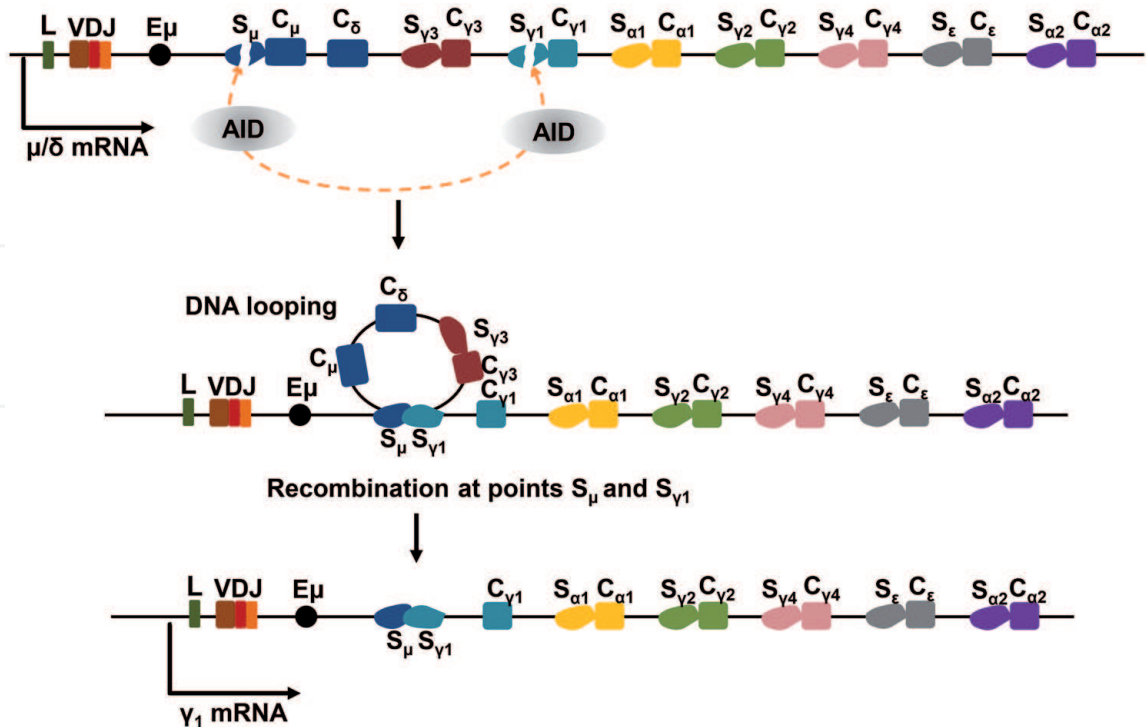 L VDJ Eμ Sμ Cμ Cδ Sγ3 Cγ3 Sγ1 Cγ1 Sα1 Cα1 Sγ2 Cγ2 Sγ4 Cγ4 Sε Cε Sα2 Cα2
AID AID
μ/δ mRNA
Cδ
DNA looping
Sγ3
Cμ Cγ3
L VDJ Eμ Cγ1 Sα1 Cα1 Sγ2 Cγ2 Sγ4 Cγ4 Sε Cε Sα2 Cα2
Sμ Sγ1
Recombination at points Sμ and Sγ1
L VDJ Eμ Cγ1 Sα1 Cα1 Sγ2 Cγ2 Sγ4 Cγ4 Sε Cε Sα2 Cα2
Sμ Sγ1
γ1 mRNA